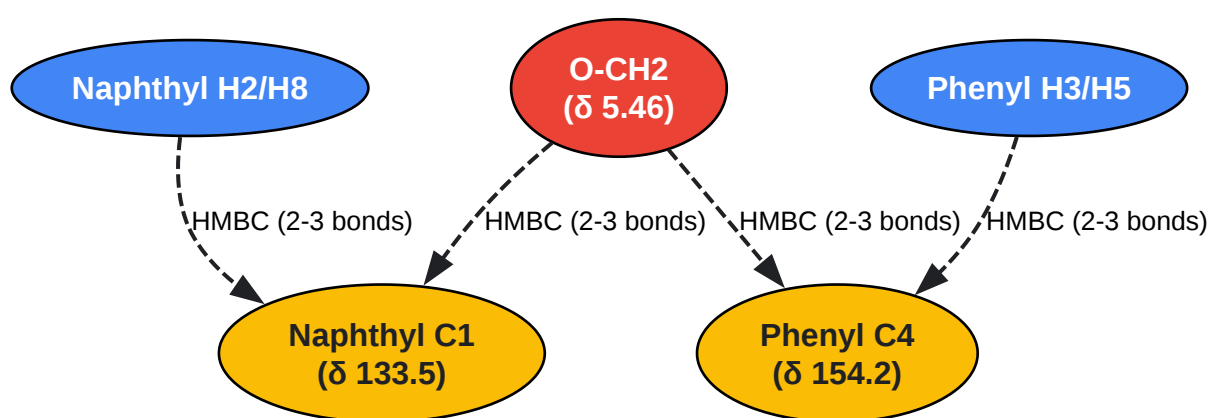 Naphthyl H2/H8
O-CH2
(δ 5.46)
Phenyl H3/H5
HMBC (2-3 bonds)
HMBC (2-3 bonds)
HMBC (2-3 bonds)
HMBC (2-3 bonds)
Naphthyl C1
(δ 133.5)
Phenyl C4
(δ 154.2)